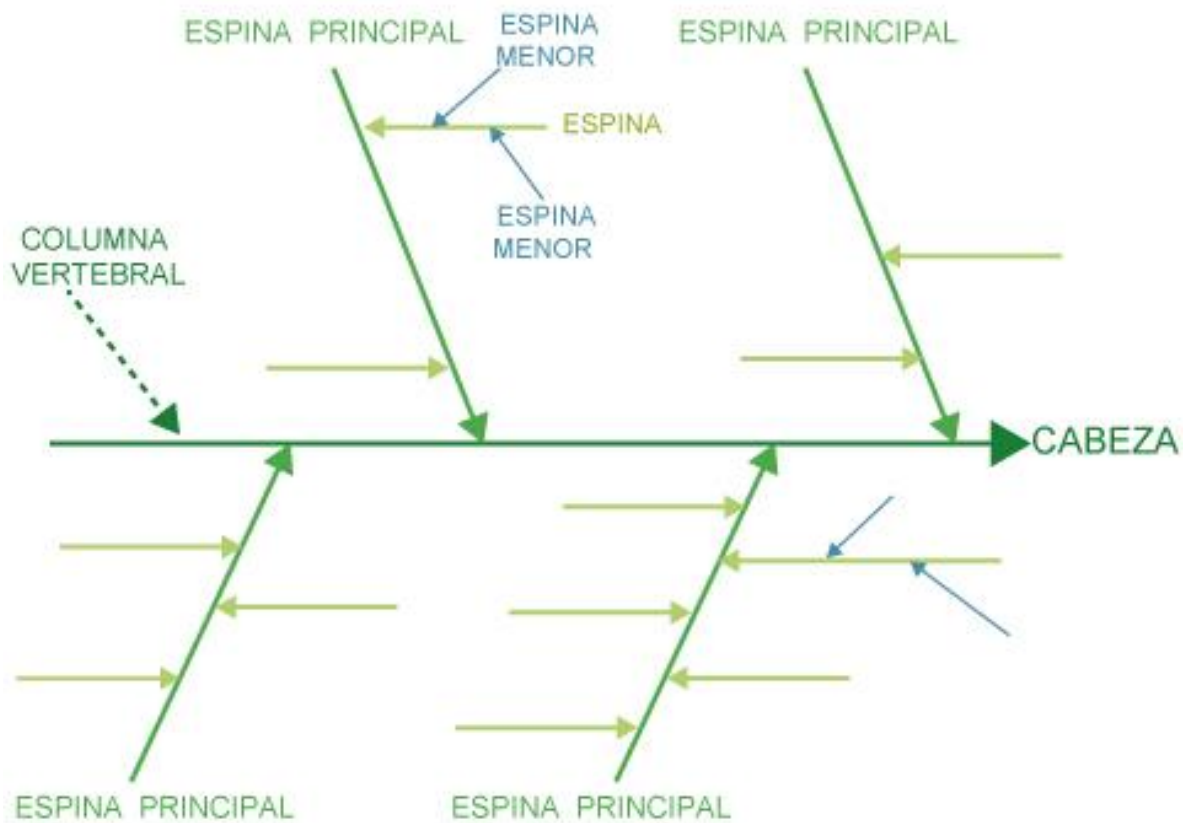 ESPINA PRINCIPAL
ESPINA
MENOR
ESPINA PRINCIPAL
ESPINA
ESPINA
MENOR
COLUMNA
VERTEBRAL
CABEZA
ESPINA PRINCIPAL
ESPINA PRINCIPAL